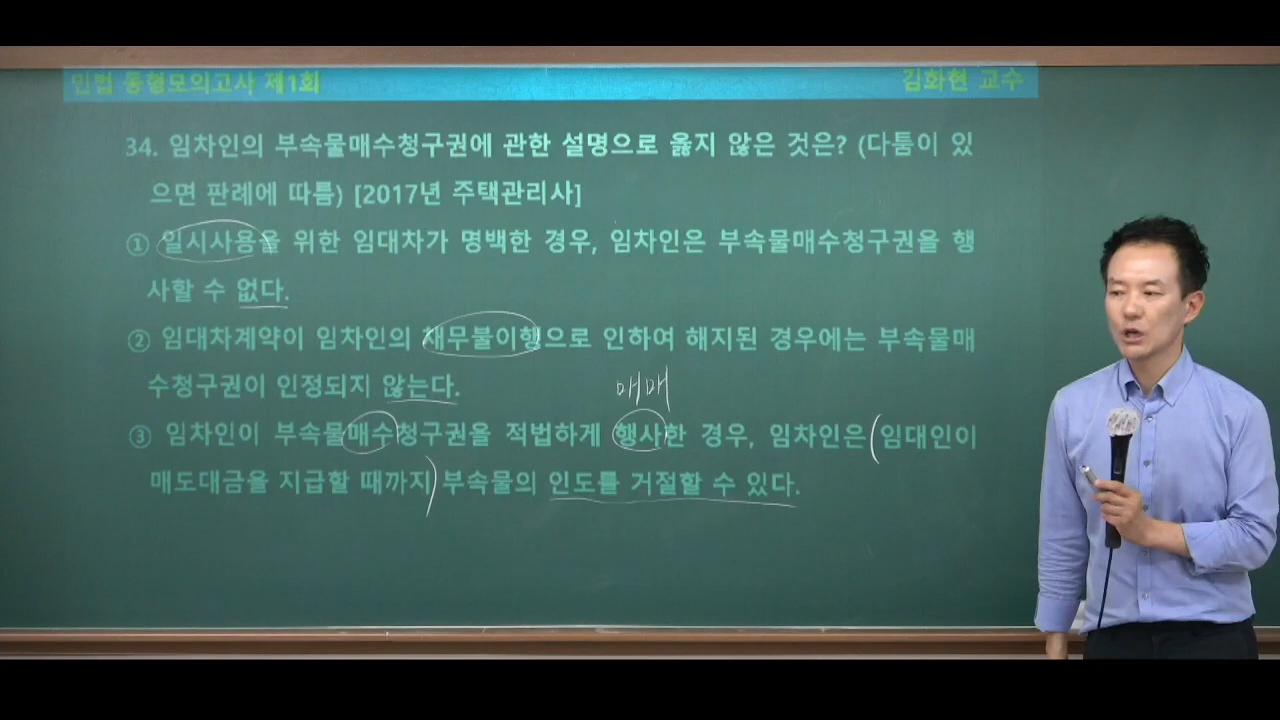 민법 동형모의고사 제1회 김화현 교수
34. 임차인의 부속물매수청구권에 관한 설명으로 옳지 않은 것은? (다툼이 있
으면 판례에 따름) [2017년 주택관리사]
① 일시사용을 위한 임대차가 명백한 경우, 임차인은 부속물매수청구권을 행
사할 수 없다.
② 임대차계약이 임차인의 채무불이행으로 인하여 해지된 경우에는 부속물매
수청구권이 인정되지 않는다.
매매
③ 임차인이 부속물매수청구권을 적법하게 행사한 경우, 임차인은 (임대인이
매도대금을 지급할 때까지) 부속물의 인도를 거절할 수 있다.